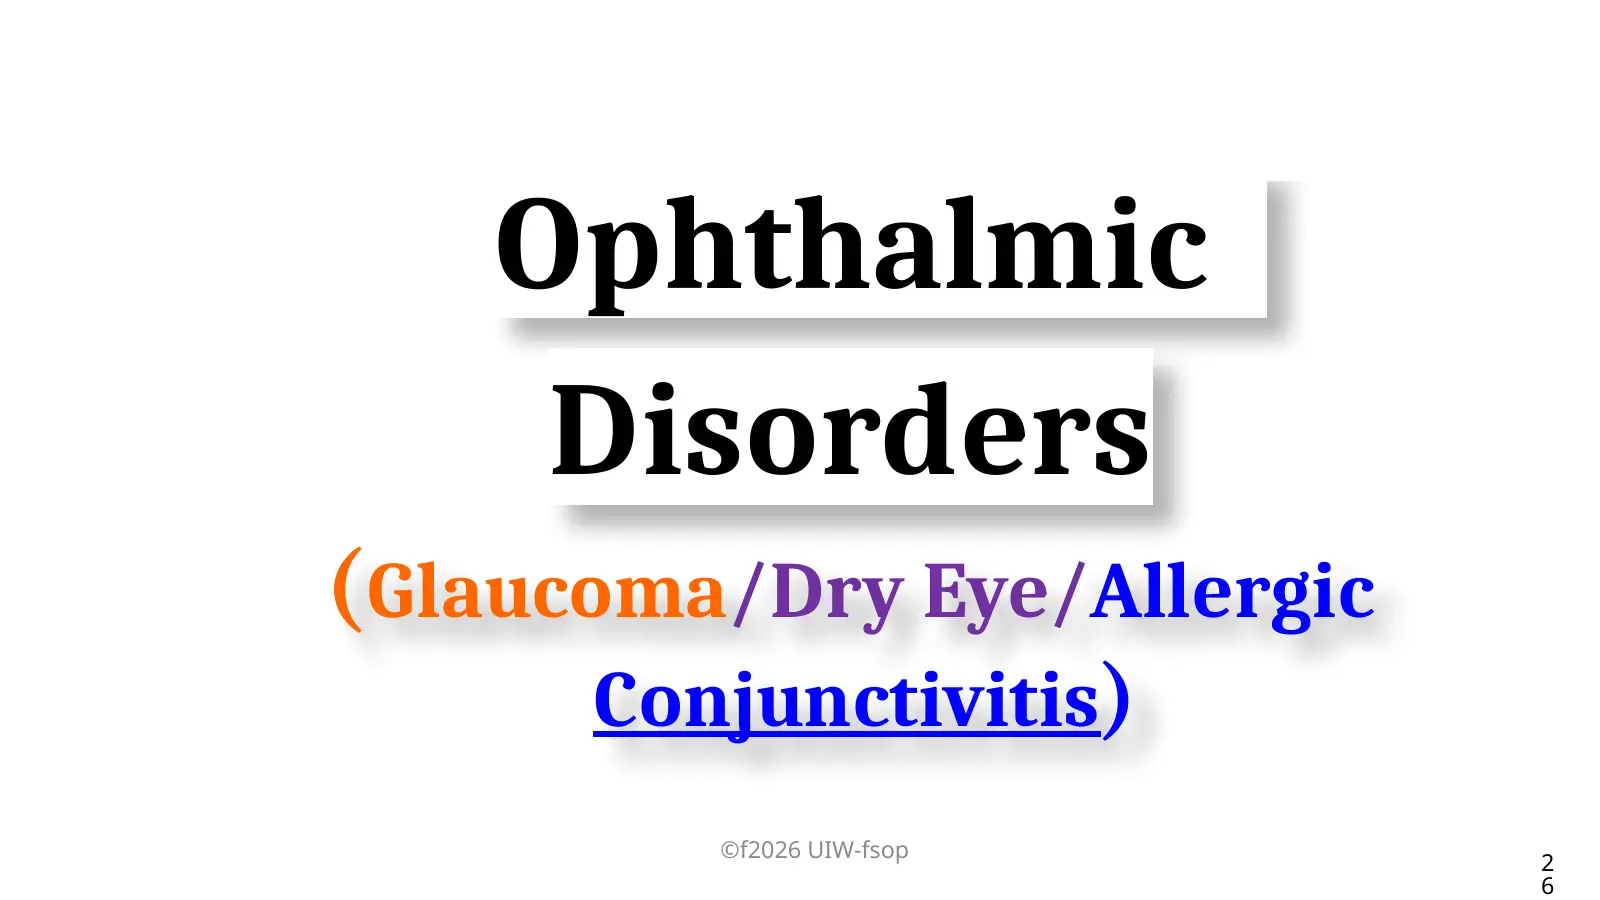 Ophthalmic
Disorders
(Glaucoma/Dry Eye/Allergic
Conjunctivitis)
©f2026 UIW-fsop
2
6